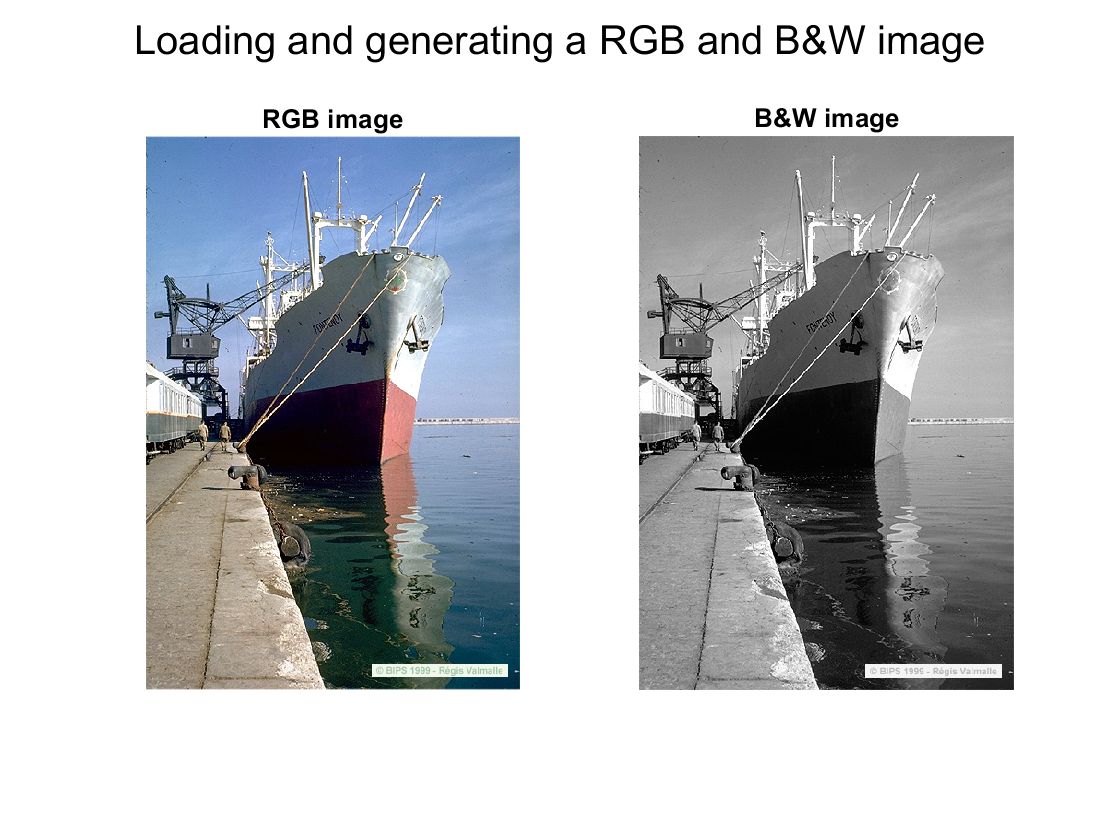 Loading and generating a RGB and B&W image
RGB image
B&W image
FONTENOY
FONTENOY
© BIPS 1999 - Régis Valmalle
© BIPS 1999 - Régis Valmalle